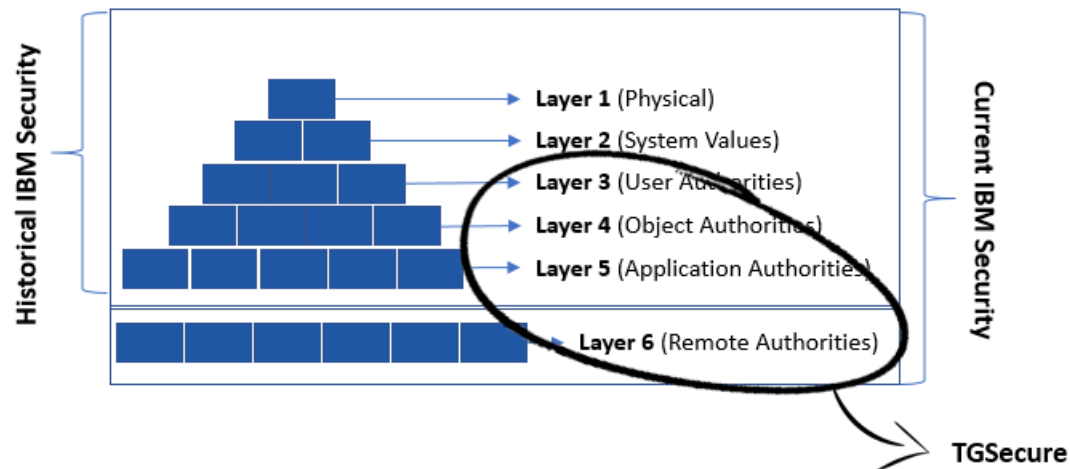 Historical IBM Security
Layer 1 (Physical)
Layer 2 (System Values)
Layer 3 (User Authorities)
Layer 4 (Object Authorities)
Layer 5 (Application Authorities)
Layer 6 (Remote Authorities)
Current IBM Security
TGSecure